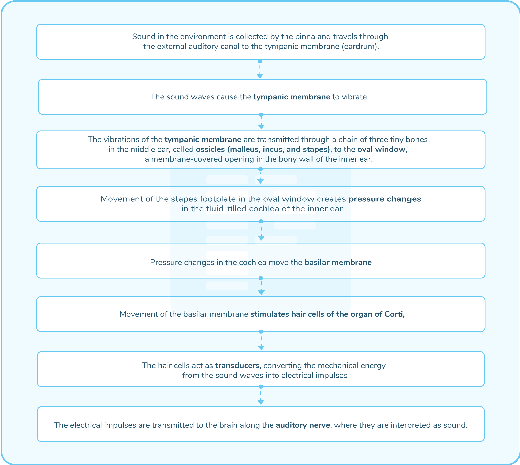 Sound in the environment is collected by the pinna and travels through
the external auditory canal to the tympanic membrane (eardrum).
The sound waves cause the tympanic membrane to vibrate
The vibrations of the tympanic membrane are transmitted through a chain of three tiny bones
in the middle ear, called ossicles (malleus, incus, and stapes), to the oval window,
a membrane-covered opening in the bony wall of the inner ear.
Movement of the stapes footplate in the oval window creates pressure changes
in the fluid-filled cochlea of the inner ear
Pressure changes in the cochlea move the basilar membrane
Movement of the basilar membrane stimulates hair cells of the organ of Corti,
The hair cells act as transducers, converting the mechanical energy
from the sound waves into electrical impulses
The electrical impulses are transmitted to the brain along the auditory nerve, where they are interpreted as sound.